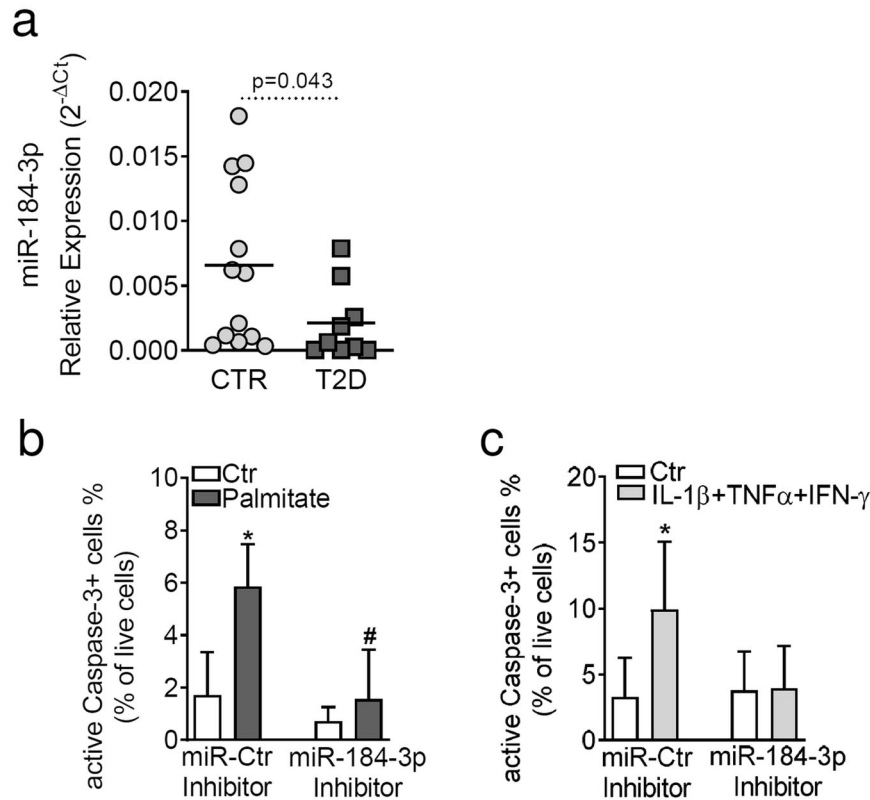 a
miR-184-3p
Relative Expression (2^-ΔCt)
p=0.043
0.020
0.015
0.010
0.005
0.000
CTR T2D
b
active Caspase-3+ cells %
(% of live cells)
Ctr
Palmitate
10
8
6
4
2
0
*
#
miR-Ctr miR-184-3p
Inhibitor Inhibitor
c
active Caspase-3+ cells %
(% of live cells)
Ctr
IL-1β+TNFα+IFN-γ
20
15
10
5
0
*
miR-Ctr miR-184-3p
Inhibitor Inhibitor